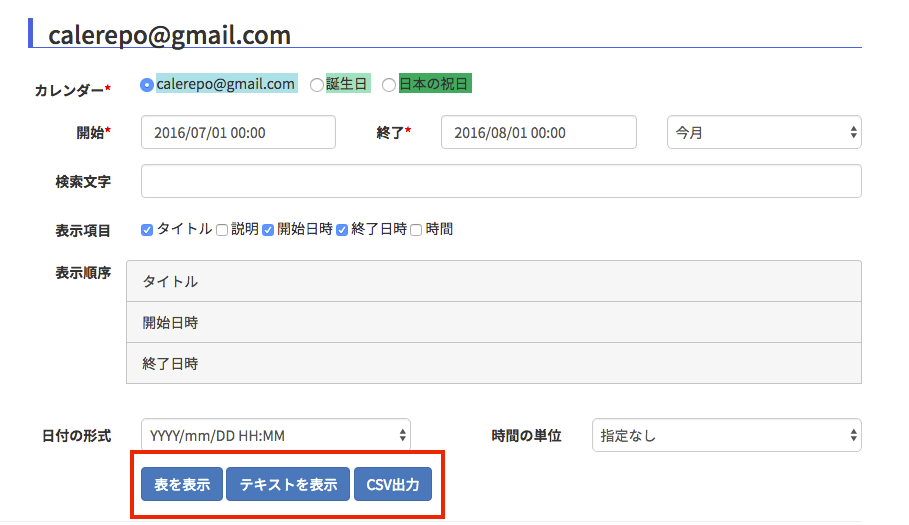 calerepo@gmail.com
カレンダー* calerepo@gmail.com 誕生日 日本の祝日
開始* 2016/07/01 00:00 終了* 2016/08/01 00:00 今月
検索文字
表示項目 タイトル 説明 開始日時 終了日時 時間
表示順序 タイトル
開始日時
終了日時
日付の形式 YYYY/mm/DD HH:MM 時間の単位 指定なし
表を表示 テキストを表示 CSV出力